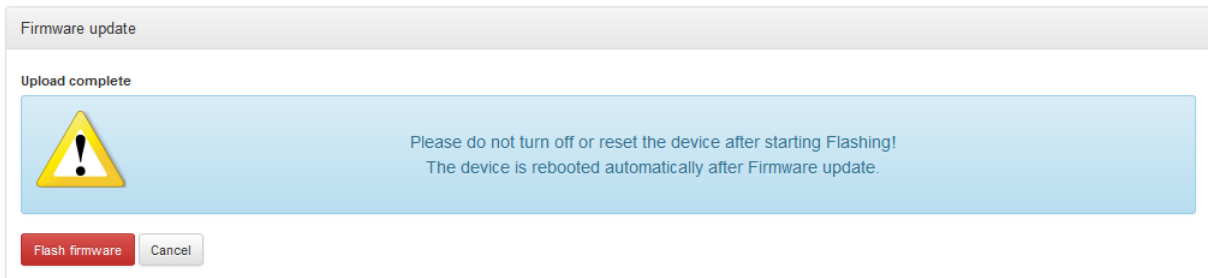 Firmware update
Upload complete
Please do not turn off or reset the device after starting Flashing!
The device is rebooted automatically after Firmware update.
Flash firmware
Cancel